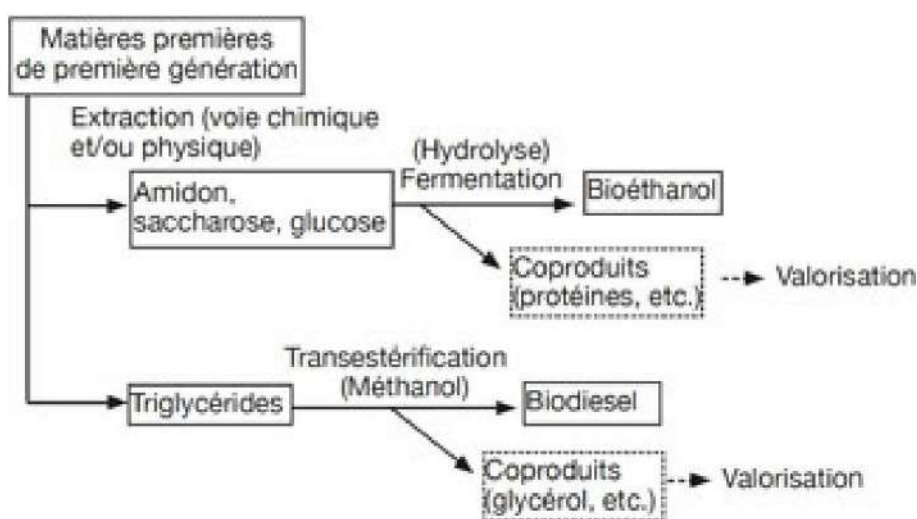 Matières premières
de première génération
Extraction (voie chimique
et/ou physique)
(Hydrolyse)
Fermentation
Amidon,
saccharose, glucose
Bioéthanol
Coproduits
(protéines, etc.)
Valorisation
Transestérification
(Méthanol)
Triglycérides
Biodiesel
Coproduits
(glycérol, etc.)
Valorisation